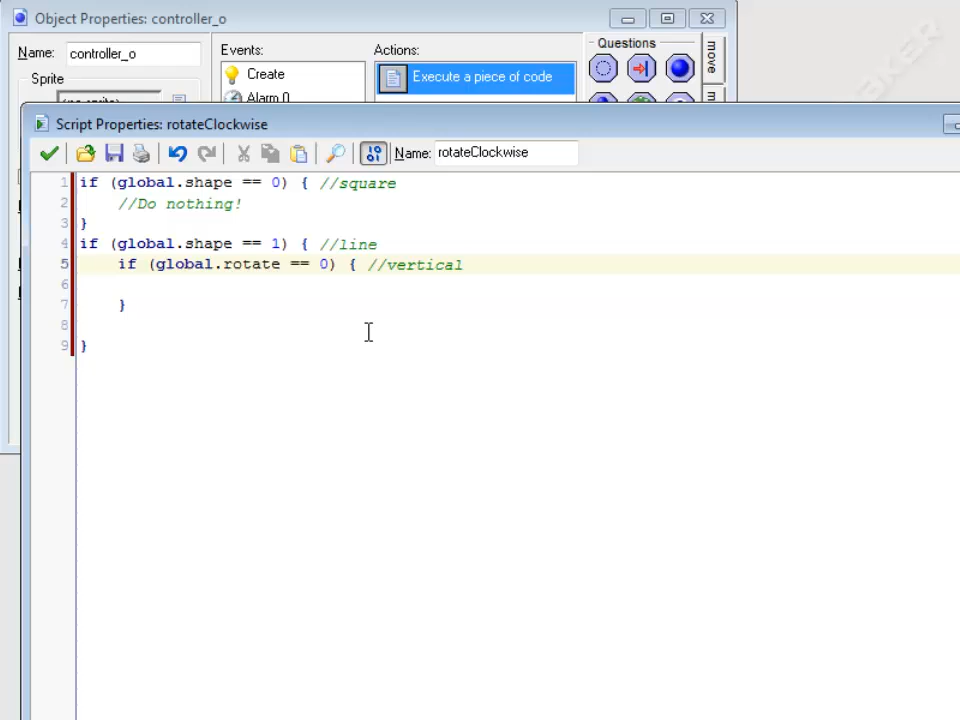 Object Properties: controller_o
Name: controller_o
Events:
Actions:
Questions
move
Sprite
Create
Execute a piece of code
Alarm 0
Script Properties: rotateClockwise
Name: rotateClockwise
1 if (global.shape == 0) { //square
2 //Do nothing!
3 }
4 if (global.shape == 1) { //line
5 if (global.rotate == 0) { //vertical
6
7 }
8
9 }